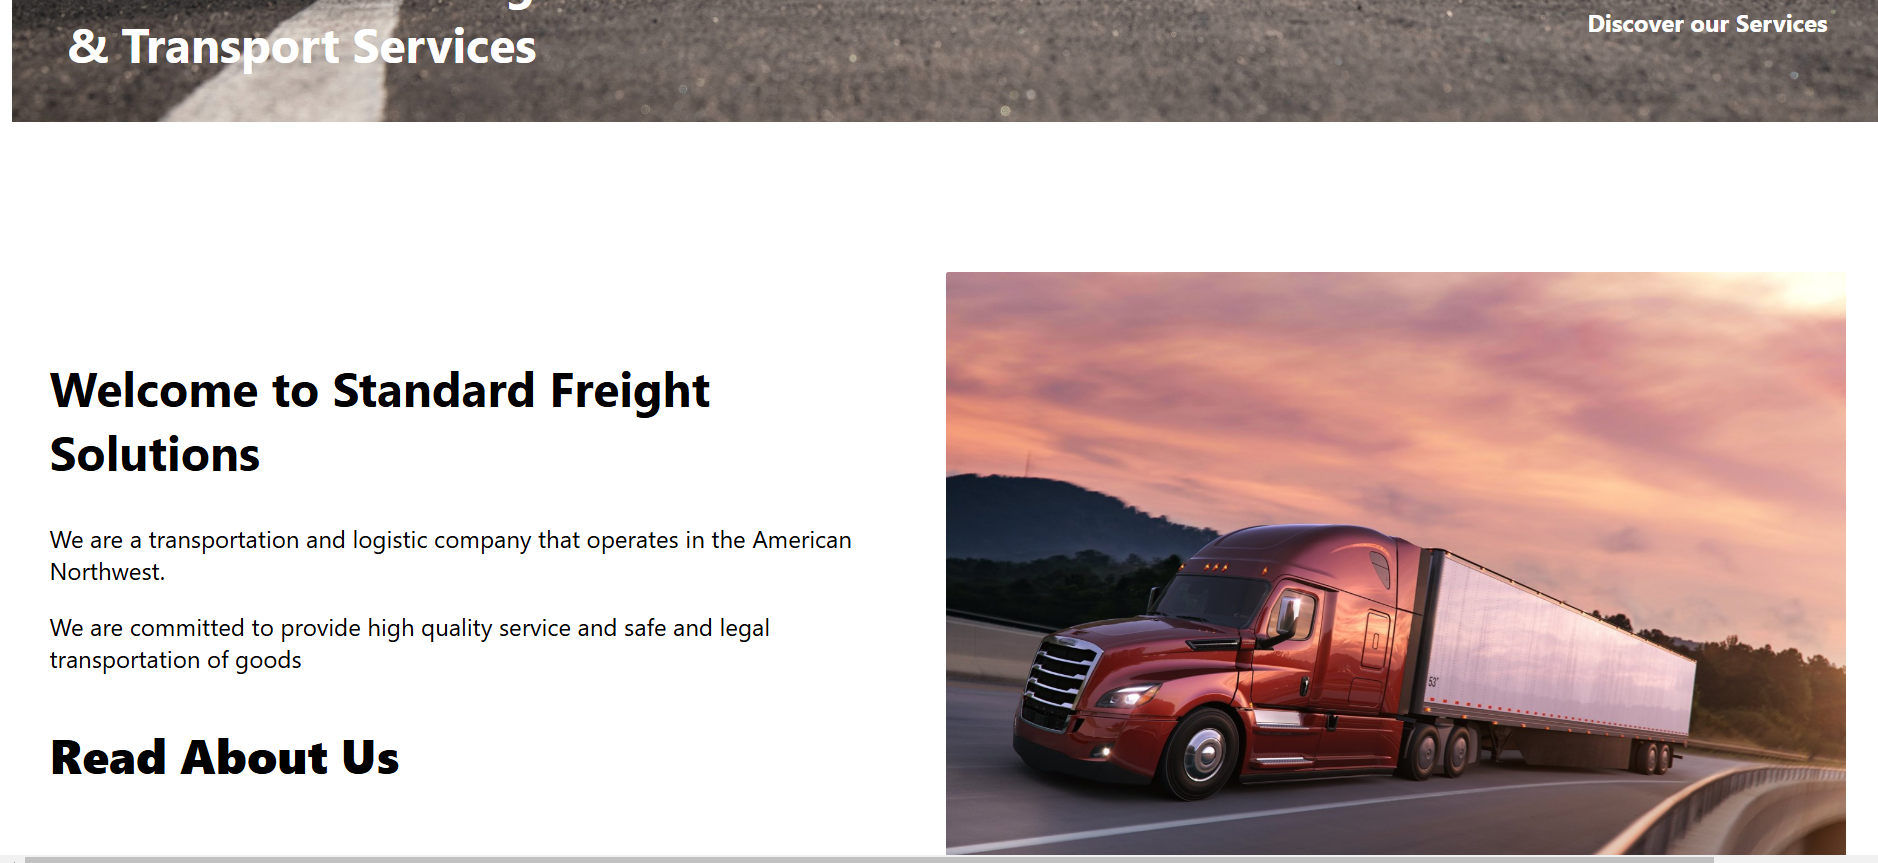 & Transport Services
Discover our Services
Welcome to Standard Freight
Solutions
We are a transportation and logistic company that operates in the American
Northwest.
We are committed to provide high quality service and safe and legal
transportation of goods
Read About Us
53'